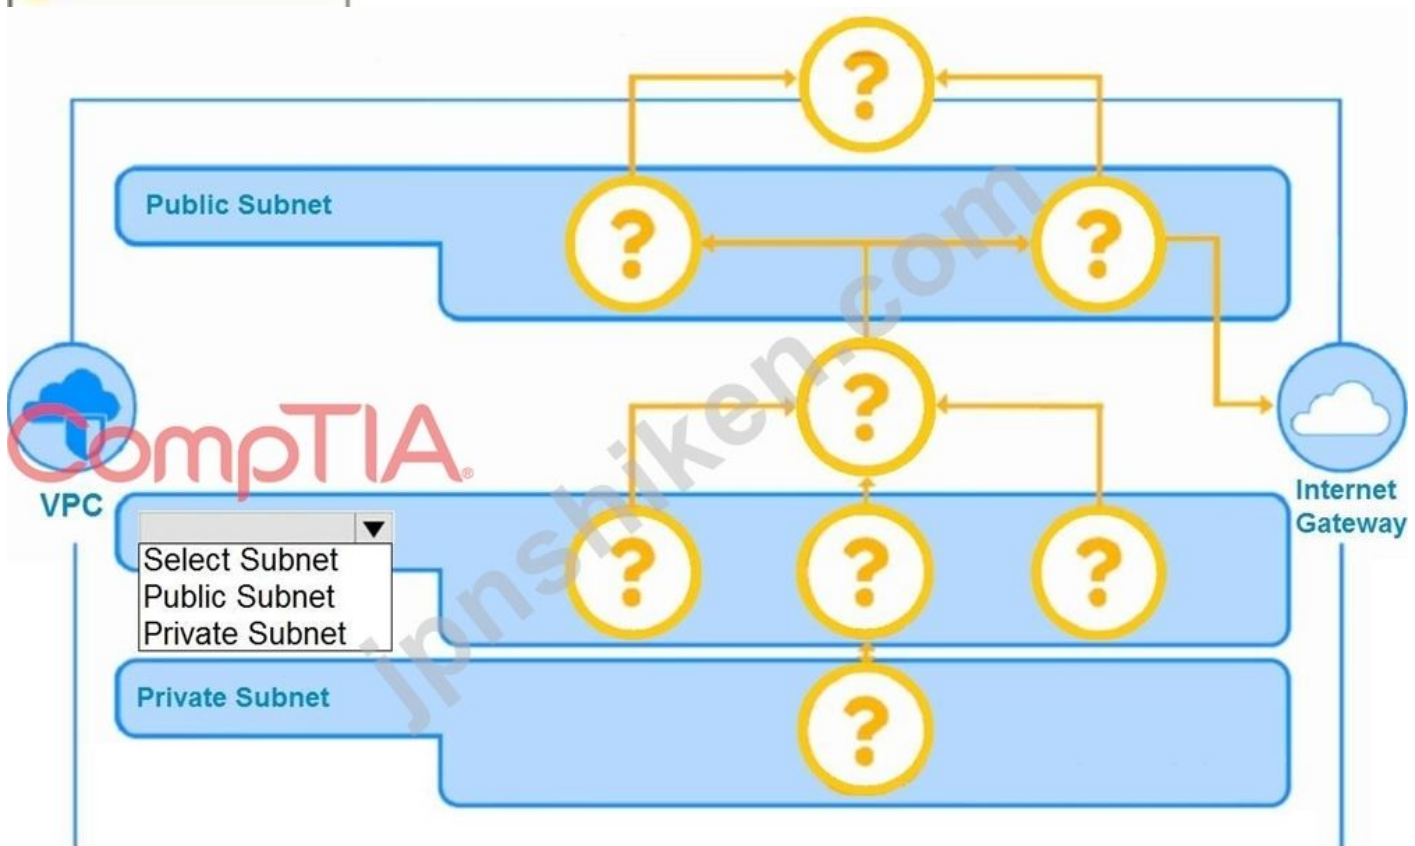 ?
Public Subnet
? ?
?
CompTIA®
VPC
Internet
Gateway
Select Subnet
Public Subnet
Private Subnet
? ? ?
Private Subnet
?
jpnshiken.com